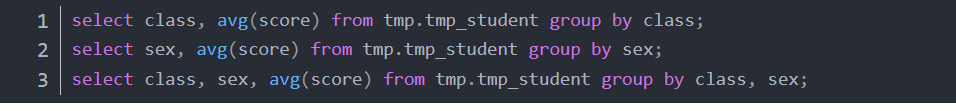 1 select class, avg(score) from tmp.tmp_student group by class;
2 select sex, avg(score) from tmp.tmp_student group by sex;
3 select class, sex, avg(score) from tmp.tmp_student group by class, sex;